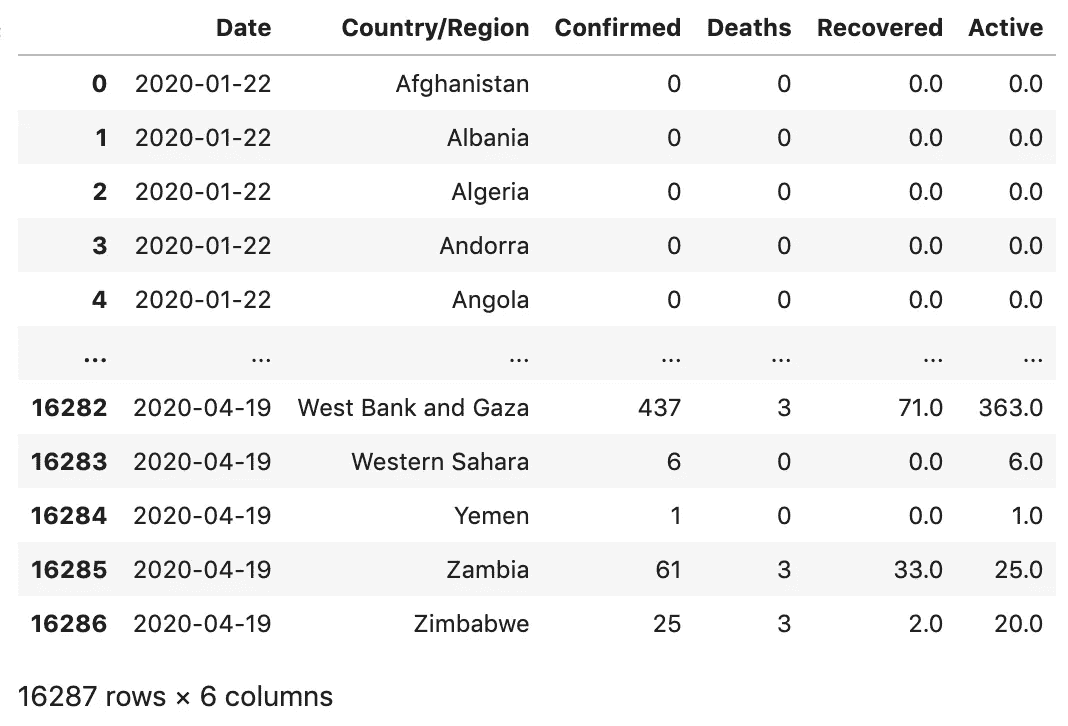 Date Country/Region Confirmed Deaths Recovered Active
0 2020-01-22 Afghanistan 0 0 0.0 0.0
1 2020-01-22 Albania 0 0 0.0 0.0
2 2020-01-22 Algeria 0 0 0.0 0.0
3 2020-01-22 Andorra 0 0 0.0 0.0
4 2020-01-22 Angola 0 0 0.0 0.0
... ... ... ... ... ... ...
16282 2020-04-19 West Bank and Gaza 437 3 71.0 363.0
16283 2020-04-19 Western Sahara 6 0 0.0 6.0
16284 2020-04-19 Yemen 1 0 0.0 1.0
16285 2020-04-19 Zambia 61 3 33.0 25.0
16286 2020-04-19 Zimbabwe 25 3 2.0 20.0
16287 rows × 6 columns